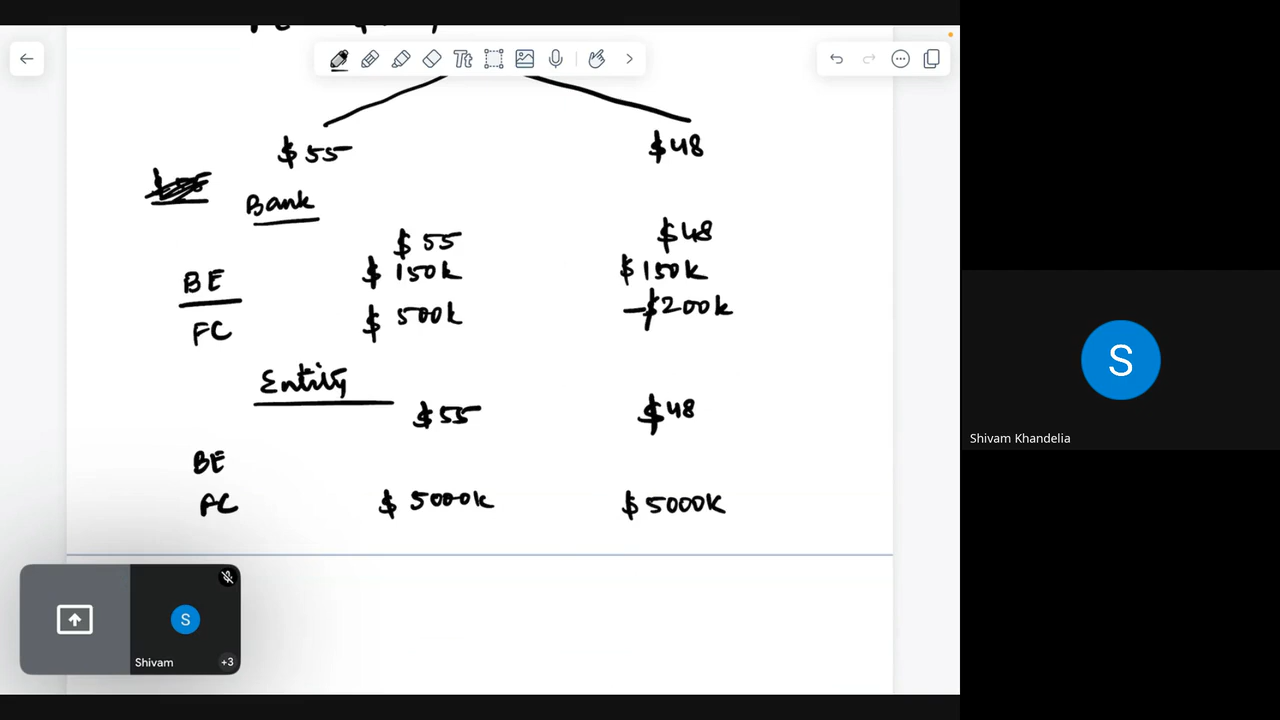 Tt
$55 $48
Bank
$55 $48
BE $150k $150k
FC $500k -$200k
Entity
$55 $48
BE
FC $5000k $5000k
S
Shivam Khandelia
S
Shivam +3